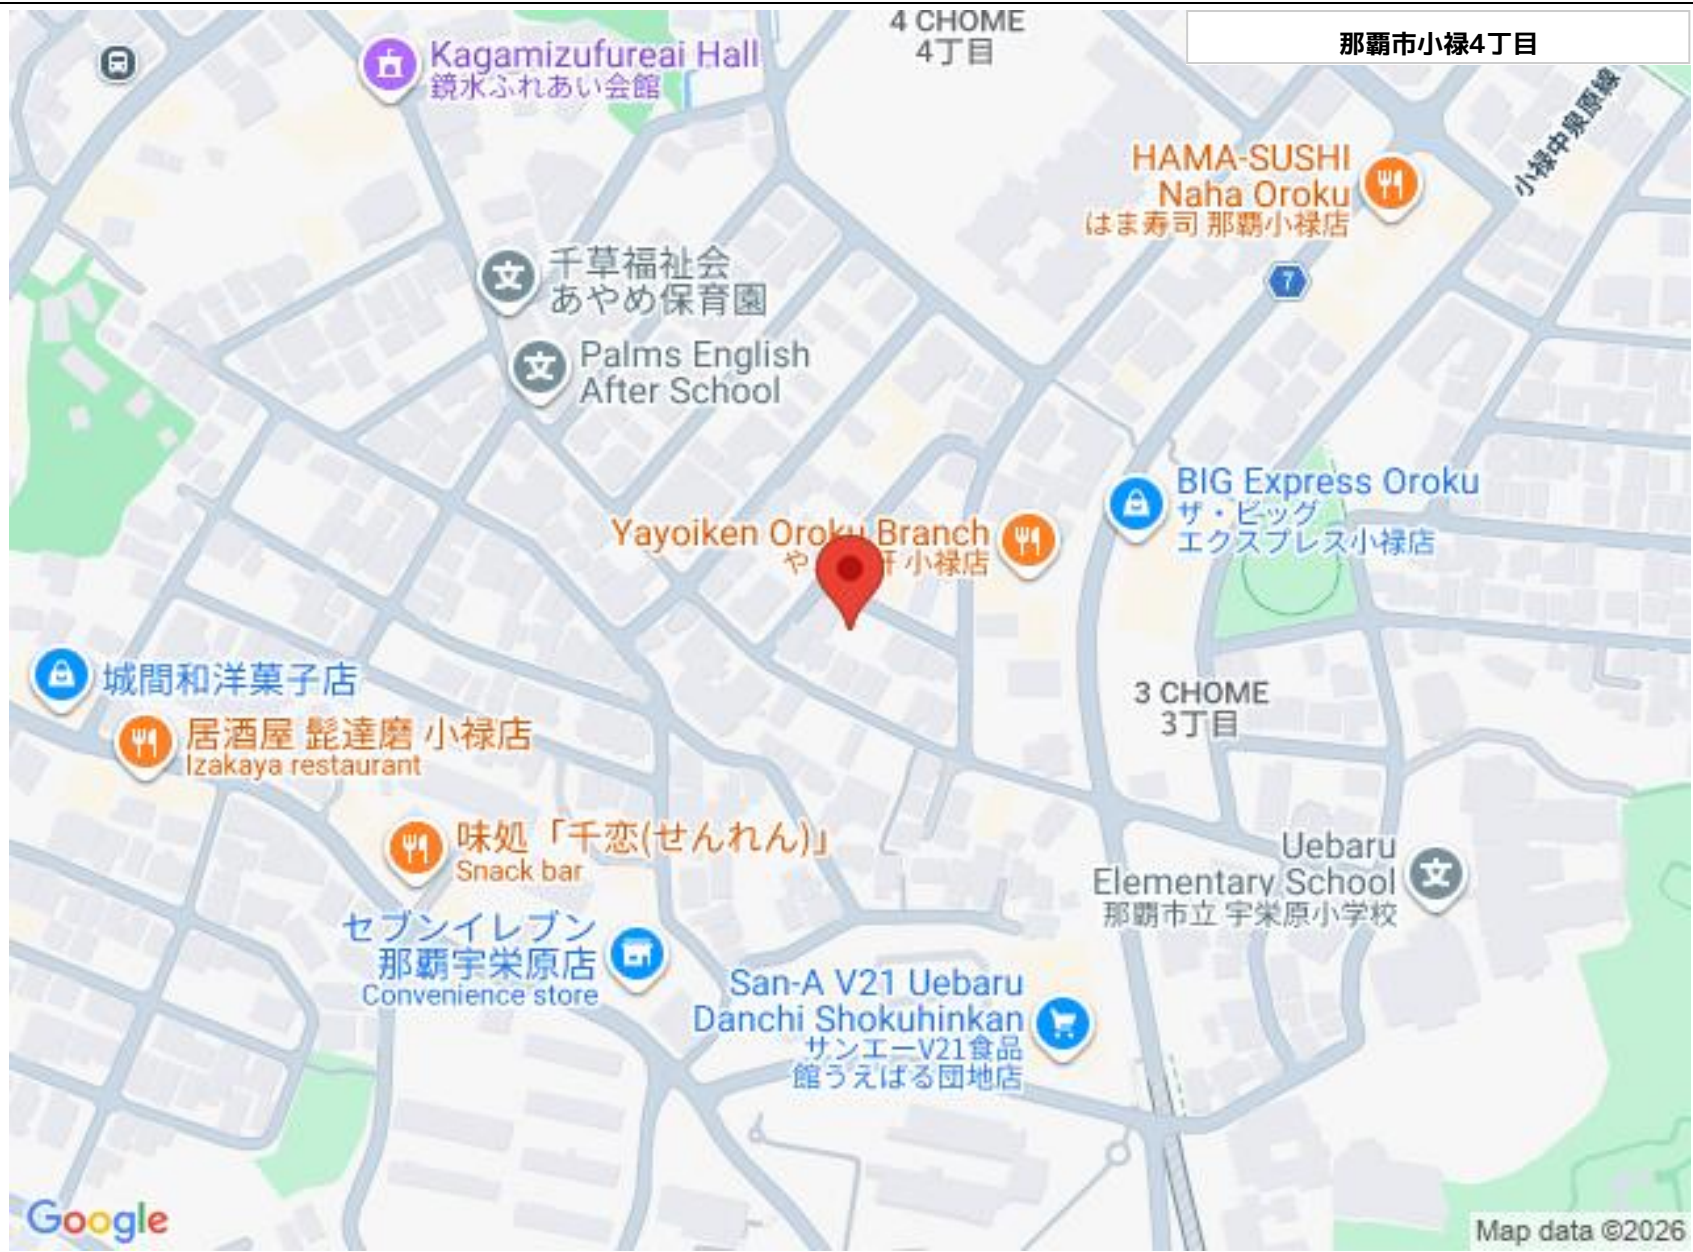 4 CHOME
4丁目
那覇市小禄4丁目
Kagamizufureai Hall
鏡水ふれあい会館
小禄中泉原線
HAMA-SUSHI
Naha Oroku
はま寿司 那覇小禄店
7
千草福祉会
あやめ保育園
Palms English
After School
BIG Express Oroku
ザ・ビッグ
エクスプレス小禄店
Yayoiken Oroku Branch
や 軒 小禄店
城間和洋菓子店
居酒屋 髭達磨 小禄店
Izakaya restaurant
3 CHOME
3丁目
味処「千恋(せんれん)」
Snack bar
Uebaru
Elementary School
那覇市立 宇栄原小学校
セブンイレブン
那覇宇栄原店
Convenience store
San-A V21 Uebaru
Danchi Shokuhinkan
サンエーV21食品
館うえばる団地店
Google
Map data ©2026